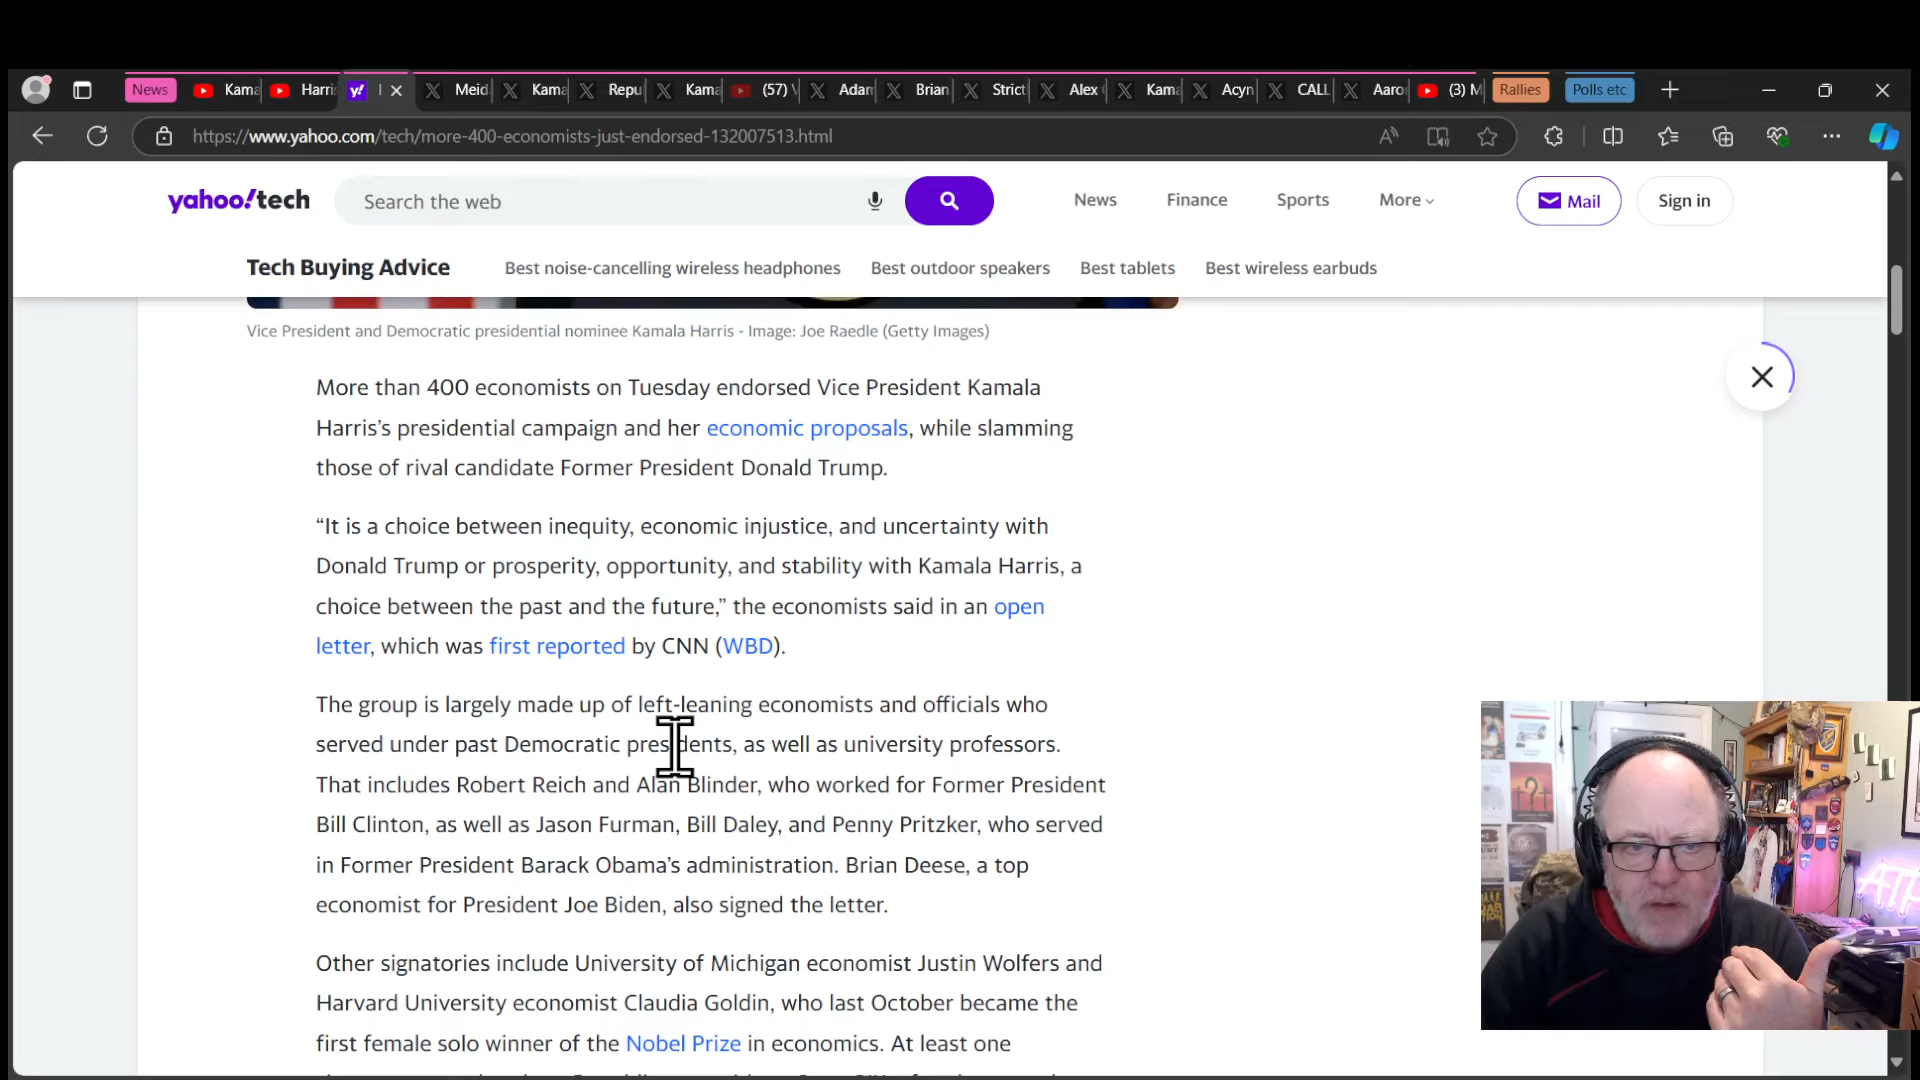 News
Kama
Harris
y!
Meid
Kama
Repu
Kama
(57) V
Adam
Brian
Strict
Alex
Kama
Acyn
CALL
Aaro
(3) M
Rallies
Polls etc
https://www.yahoo.com/tech/more-400-economists-just-endorsed-132007513.html
yahoo!tech
Search the web
News
Finance
Sports
More
Mail
Sign in
Tech Buying Advice
Best noise-cancelling wireless headphones
Best outdoor speakers
Best tablets
Best wireless earbuds
Vice President and Democratic presidential nominee Kamala Harris - Image: Joe Raedle (Getty Images)
More than 400 economists on Tuesday endorsed Vice President Kamala
Harris’s presidential campaign and her economic proposals, while slamming
those of rival candidate Former President Donald Trump.
“It is a choice between inequity, economic injustice, and uncertainty with
Donald Trump or prosperity, opportunity, and stability with Kamala Harris, a
choice between the past and the future,” the economists said in an open
letter, which was first reported by CNN (WBD).
The group is largely made up of left-leaning economists and officials who
served under past Democratic presidents, as well as university professors.
That includes Robert Reich and Alan Blinder, who worked for Former President
Bill Clinton, as well as Jason Furman, Bill Daley, and Penny Pritzker, who served
in Former President Barack Obama’s administration. Brian Deese, a top
economist for President Joe Biden, also signed the letter.
Other signatories include University of Michigan economist Justin Wolfers and
Harvard University economist Claudia Goldin, who last October became the
first female solo winner of the Nobel Prize in economics. At least one